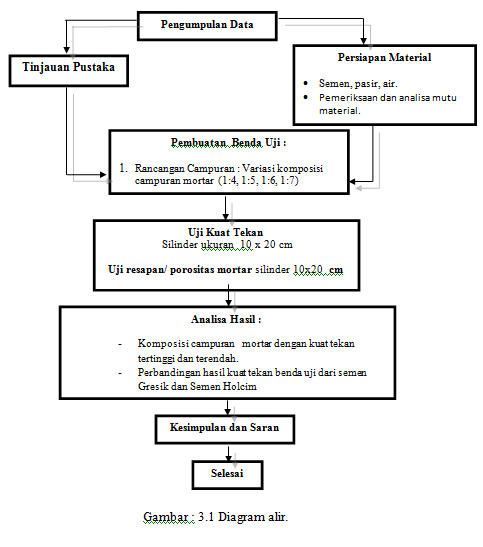 Pengumpulan Data
Tinjauan Pustaka
Persiapan Material
• Semen, pasir, air.
• Pemeriksaan dan analisa mutu
material.
Pembuatan Benda Uji :
1. Rancangan Campuran : Variasi komposisi
campuran mortar (1:4, 1:5, 1:6, 1:7)
Uji Kuat Tekan
Silinder ukuran 10 x 20 cm
Uji resapan/ porositas mortar silinder 10x20 cm
Analisa Hasil :
- Komposisi campuran mortar dengan kuat tekan
tertinggi dan terendah.
- Perbandingan hasil kuat tekan benda uji dari semen
Gresik dan Semen Holcim
Kesimpulan dan Saran
Selesai
Gambar : 3.1 Diagram alir.